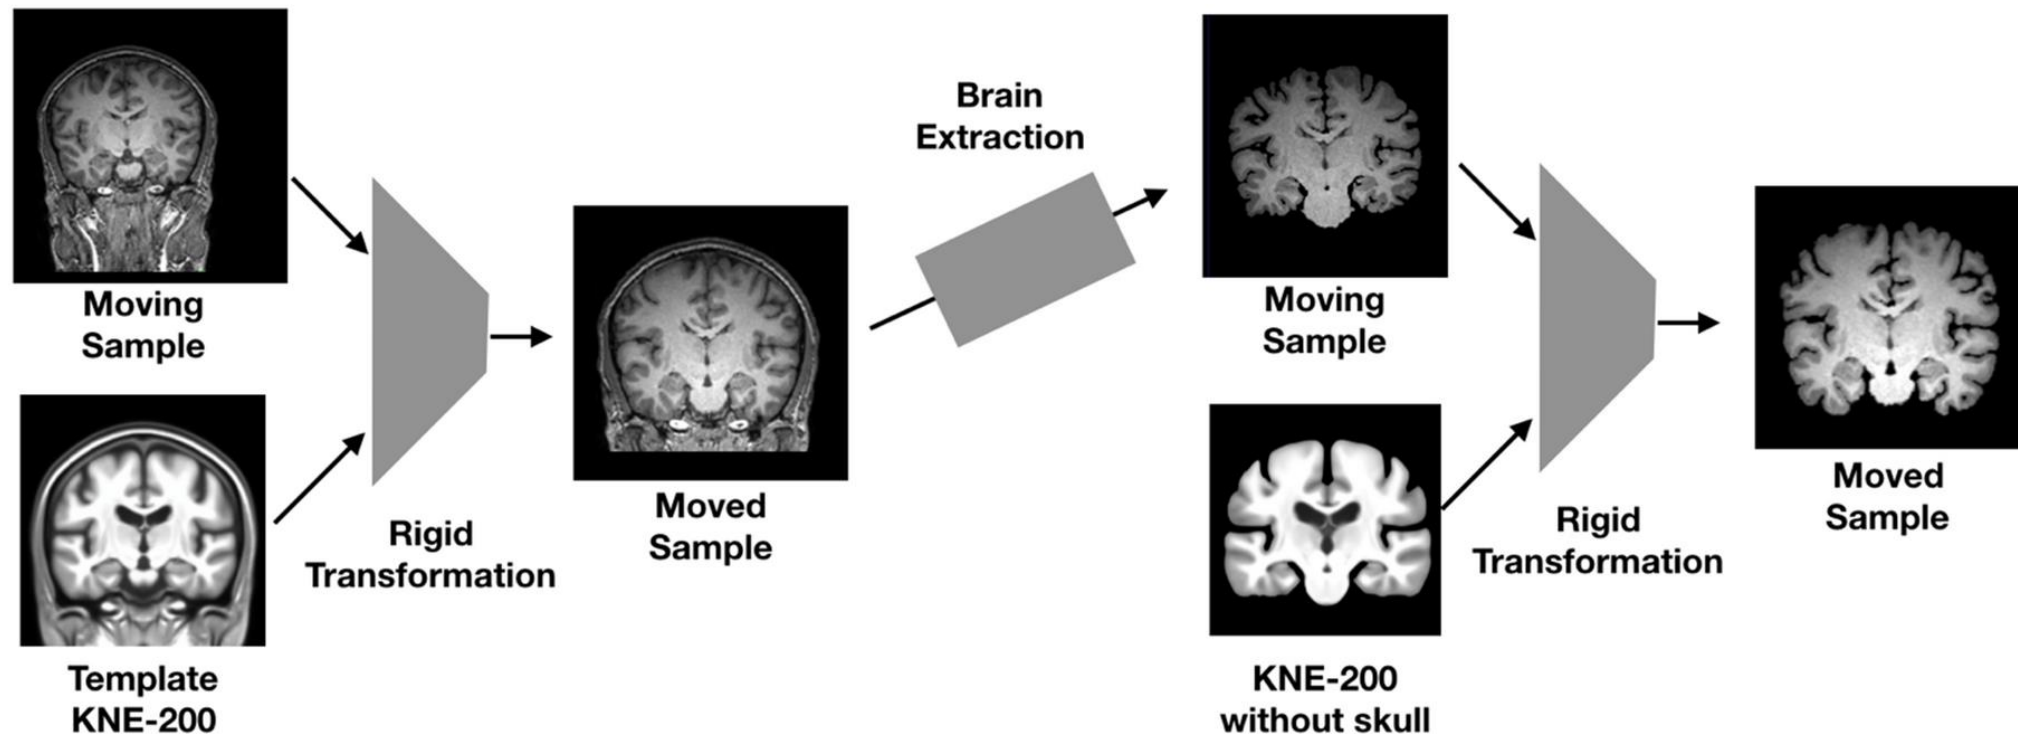 Moving
Sample
Template
KNE-200
Rigid
Transformation
Moved
Sample
Brain
Extraction
Moving
Sample
KNE-200
without skull
Rigid
Transformation
Moved
Sample